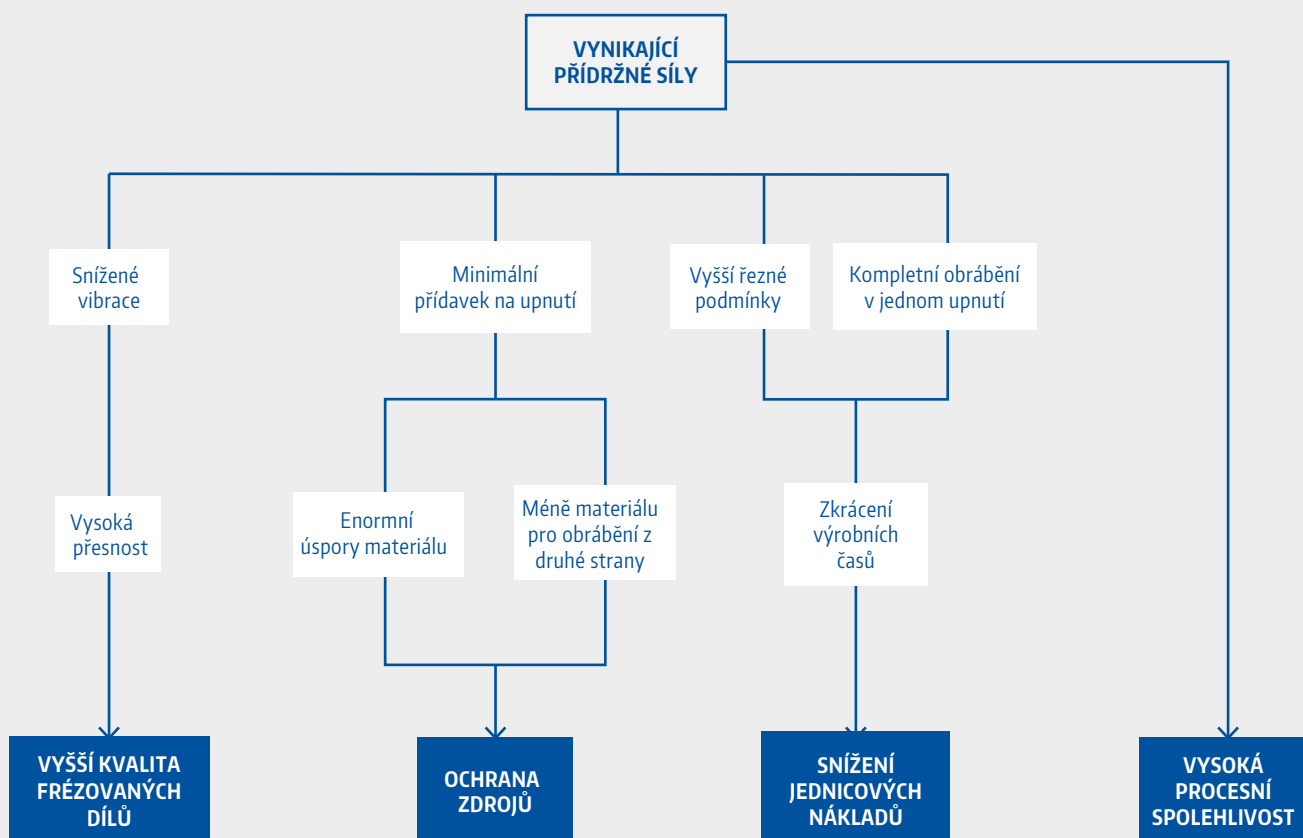 VYNIKAJÍCÍ
PŘÍDRŽNÉ SÍLY
Snížené
vibrace
Minimální
přídavek na upnutí
Vyšší řezné
podmínky
Kompletní obrábění
v jednom upnutí
Vysoká
přesnost
Enormní
úspory materiálu
Méně materiálu
pro obrábění z
druhé strany
Zkrácení
výrobních
časů
VYŠŠÍ KVALITA
FRÉZOVANÝCH
DÍLŮ
OCHRANA
ZDROJŮ
SNÍŽENÍ
JEDNICOVÝCH
NÁKLADŮ
VYSOKÁ
PROCESNÍ
SPOLEHLIVOST